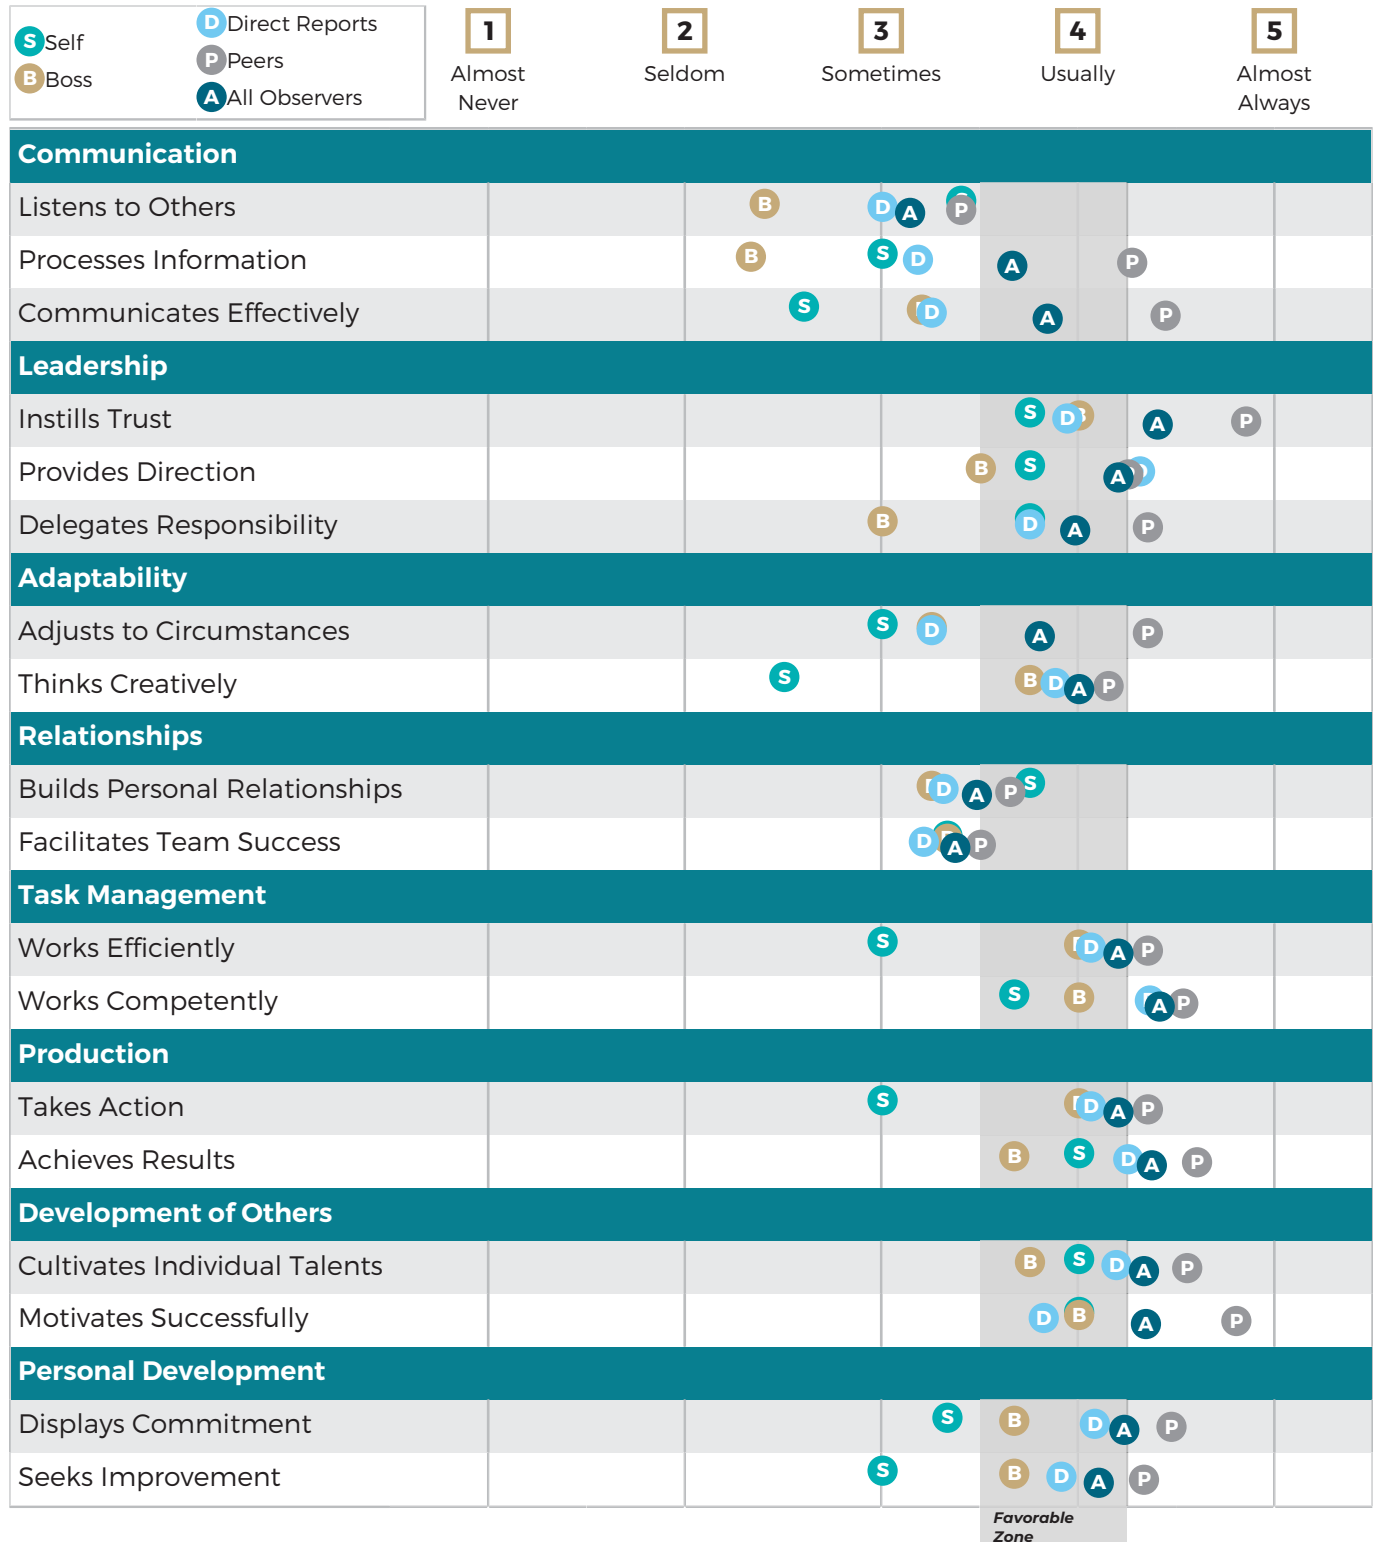 S Self
B Boss
D Direct Reports
P Peers
A All Observers
1 2 3 4 5
Almost Never Seldom Sometimes Usually Almost Always
Communication
Listens to Others B D A P
Processes Information B S D A P
Communicates Effectively S D A P
Leadership
Instills Trust S D B A P
Provides Direction B S A
Delegates Responsibility B D A P
Adaptability
Adjusts to Circumstances S D A P
Thinks Creatively S B D A P
Relationships
Builds Personal Relationships D A P S
Facilitates Team Success D A P
Task Management
Works Efficiently S D A P
Works Competently S B A P
Production
Takes Action S D A P
Achieves Results B S D A P
Development of Others
Cultivates Individual Talents B S D A P
Motivates Successfully D B A P
Personal Development
Displays Commitment S B D A P
Seeks Improvement S B D A P
Favorable
Zone